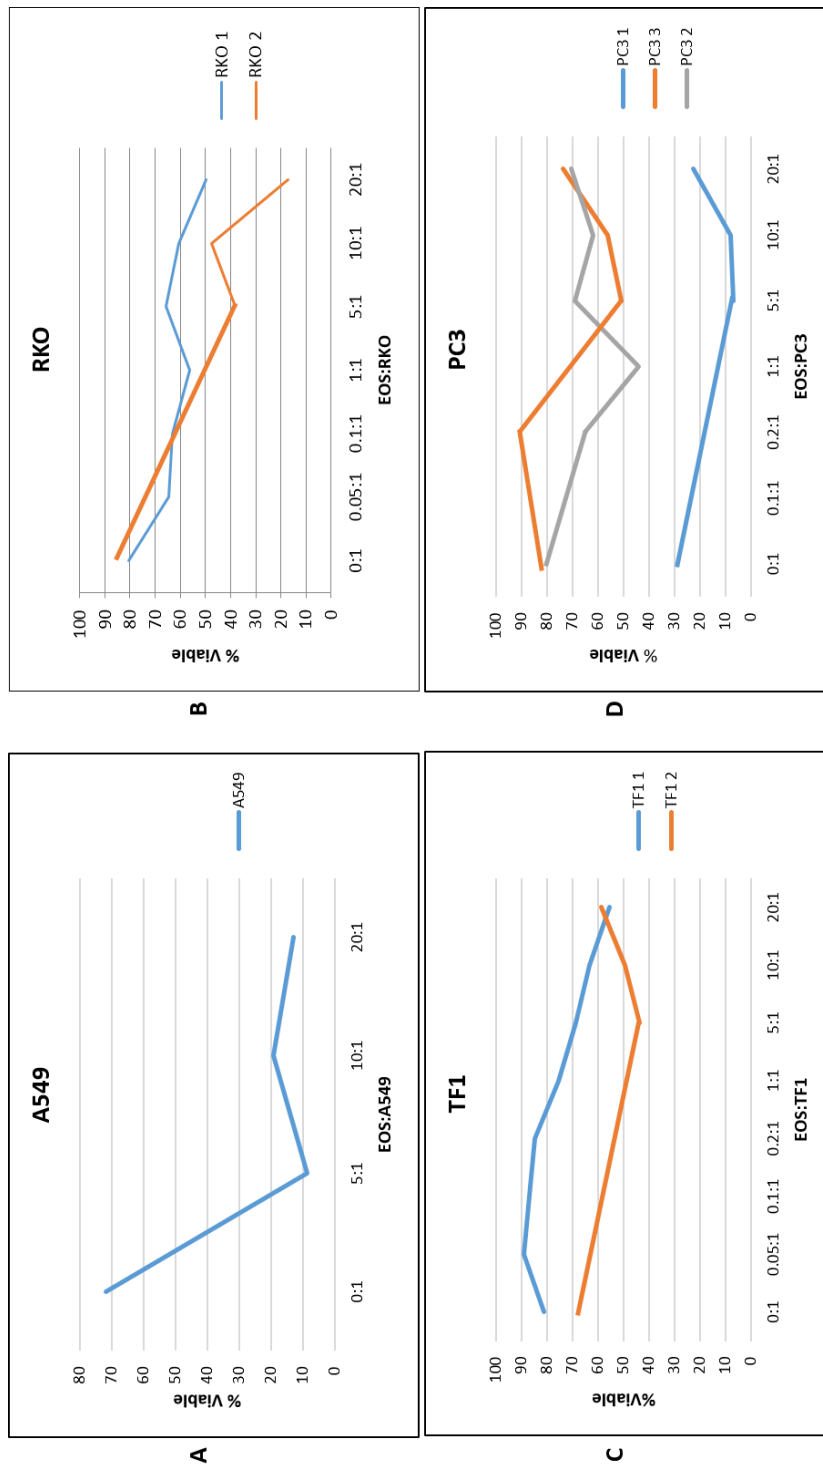 A
A549
% Viable
80
70
60
50
40
30
20
10
0
0:1 5:1 10:1 20:1
EOS:A549
A549
B
RKO
% Viable
100
90
80
70
60
50
40
30
20
10
0
0:1 0.05:1 0.1:1 1:1 5:1 10:1 20:1
EOS:RKO
RKO 1
RKO 2
C
TF1
%Viable
100
90
80
70
60
50
40
30
20
10
0
0:1 0.05:1 0.1:1 0.2:1 1:1 5:1 10:1 20:1
EOS:TF1
TF1 1
TF1 2
D
PC3
% Viable
100
90
80
70
60
50
40
30
20
10
0
0:1 0.1:1 0.2:1 1:1 5:1 10:1 20:1
EOS:PC3
PC3 1
PC3 3
PC3 2